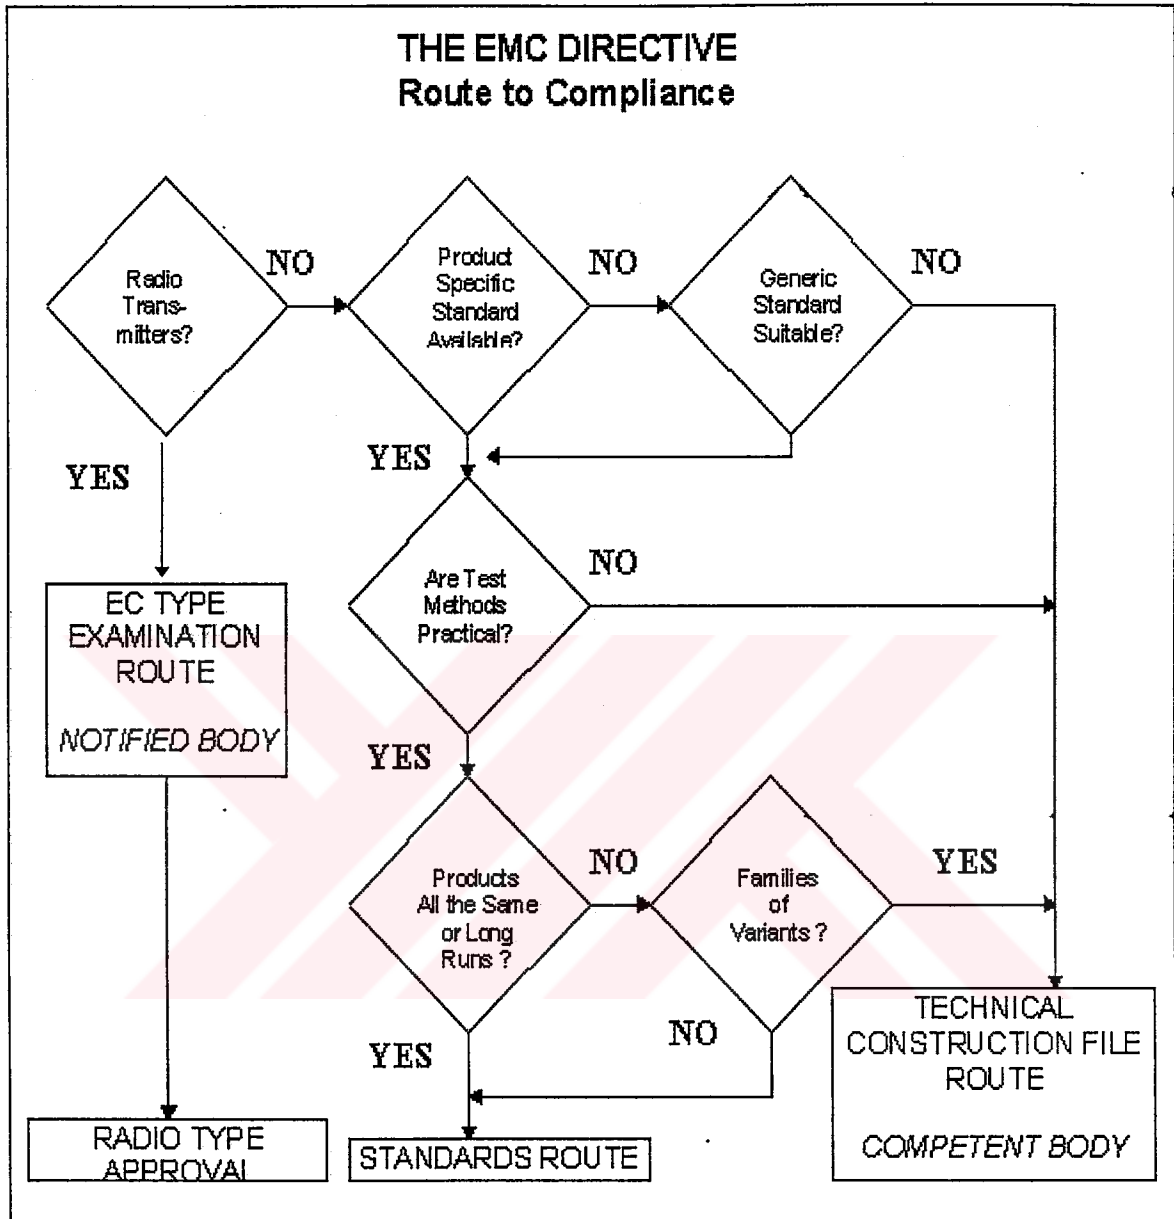 THE EMC DIRECTIVE
Route to Compliance
Radio
Trans-
mitters?
NO
Product
Specific
Standard
Available?
NO
Generic
Standard
Suitable?
NO
YES
YES
EC TYPE
EXAMINATION
ROUTE
NOTIFIED BODY
Are Test
Methods
Practical?
NO
YES
Products
All the Same
or Long
Runs ?
NO
Families
of
Variants ?
YES
YES
NO
TECHNICAL
CONSTRUCTION FILE
ROUTE
COMPETENT BODY
RADIO TYPE
APPROVAL
STANDARDS ROUTE